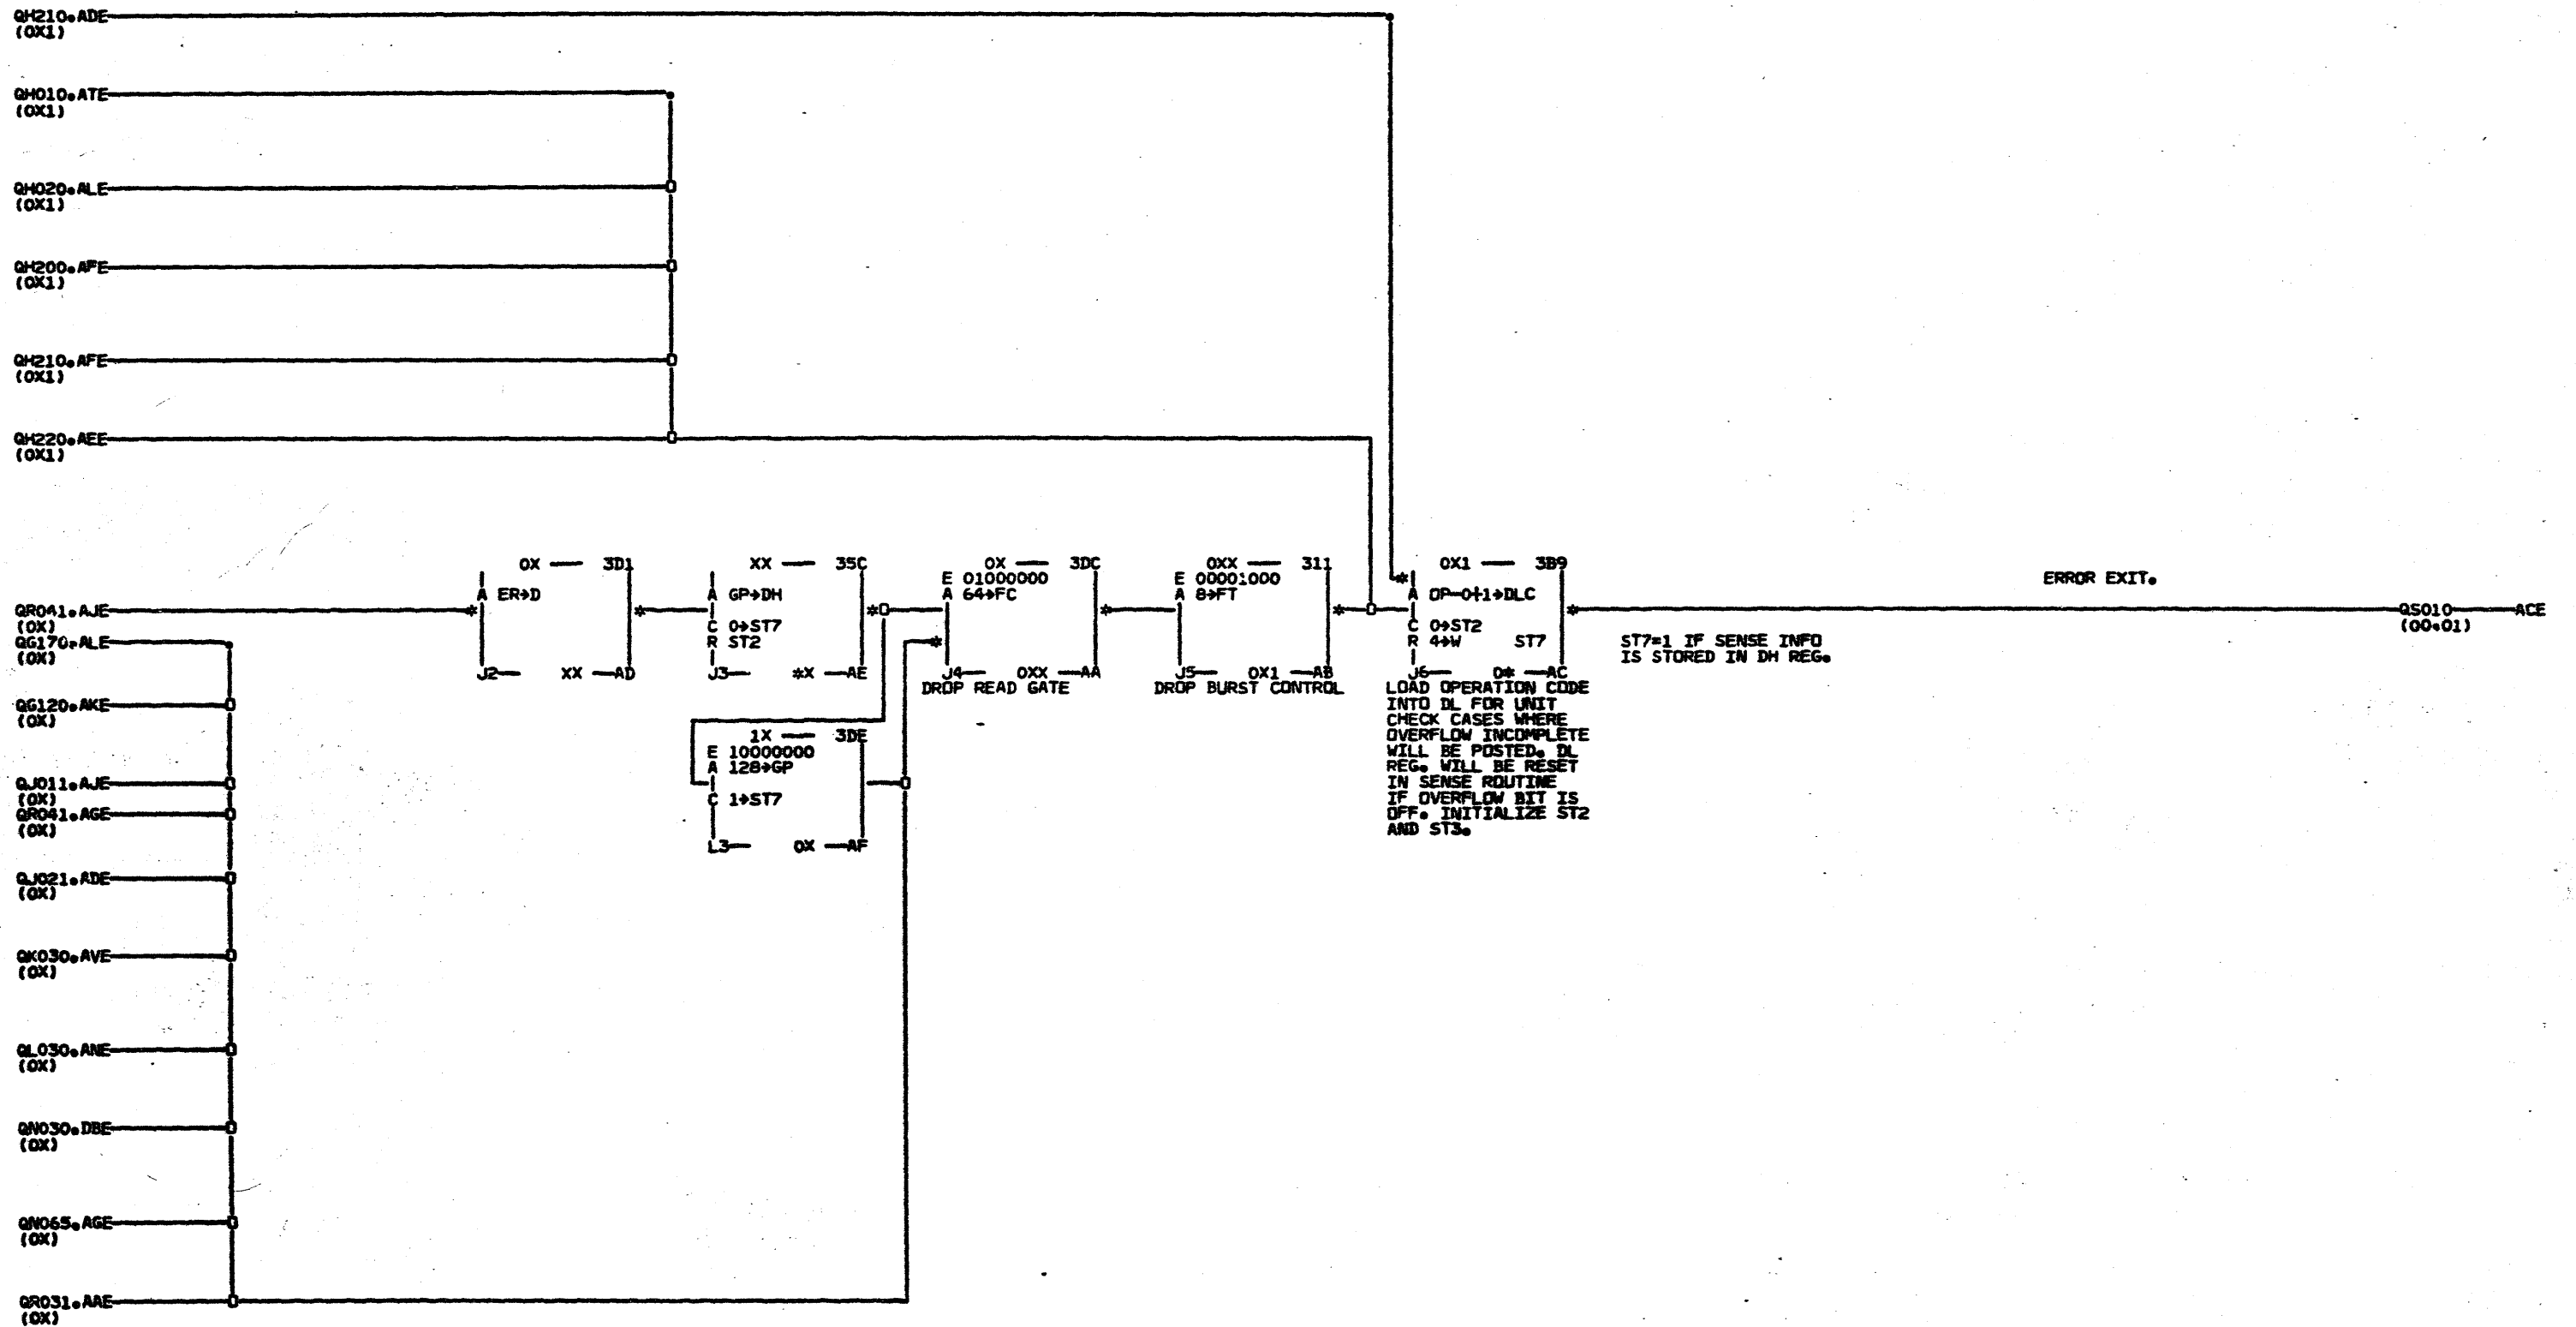 QH210.ADE
(OX1)
QH010.ATE
(OX1)
QH020.ALE
(OX1)
QH200.AFE
(OX1)
QH210.AFE
(OX1)
QH220.AEE
(OX1)
QR041.AJE
(OX)
QG170.ALE
(OX)
QG120.AKE
(OX)
QJ011.AJE
(OX)
QR041.AGE
(OX)
QJ021.ADE
(OX)
QK030.AVE
(OX)
QL030.ANE
(OX)
QN030.DBE
(OX)
QN065.AGE
(OX)
QR031.AAE
(OX)
OX — 3D1
A ER→D
J2— XX —AD
XX — 35C
A GP→DH
C 0→ST7
R ST2
J3— *X —AE
1X — 3DE
E 10000000
A 128→GP
C 1→ST7
L3— OX —AF
OX — 3DC
E 01000000
A 64→FC
J4— OXX —AA
DROP READ GATE
OXX — 311
E 00001000
A 8→FT
J5— OX1 —AB
DROP BURST CONTROL
OX1 — 3B9
A OP-0+1→DLC
C 0→ST2
R 4→W ST7
J6— 0* —AC
LOAD OPERATION CODE
INTO DL FOR UNIT
CHECK CASES WHERE
OVERFLOW INCOMPLETE
WILL BE POSTED. DL
REG. WILL BE RESET
IN SENSE ROUTINE
IF OVERFLOW BIT IS
OFF. INITIALIZE ST2
AND ST3.
ERROR EXIT.
ST7=1 IF SENSE INFO
IS STORED IN DH REG.
QS010 — ACE
(00.01)